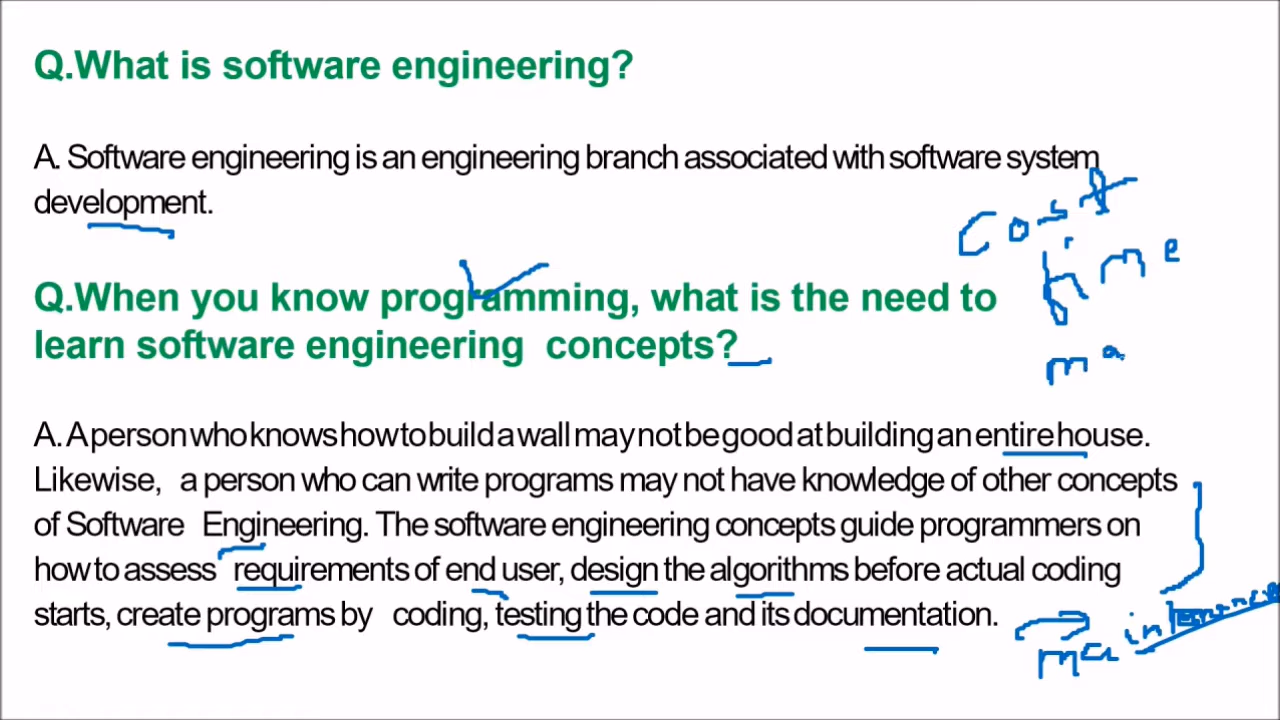 Q.What is software engineering?
A. Software engineering is an engineering branch associated with software system
development.
Cost
time
Q.When you know programming, what is the need to
learn software engineering concepts?
ma
A. A person who knows how to build a wall may not be good at building an entire house.
Likewise, a person who can write programs may not have knowledge of other concepts
of Software Engineering. The software engineering concepts guide programmers on
how to assess requirements of end user, design the algorithms before actual coding
starts, create programs by coding, testing the code and its documentation.
maintenance